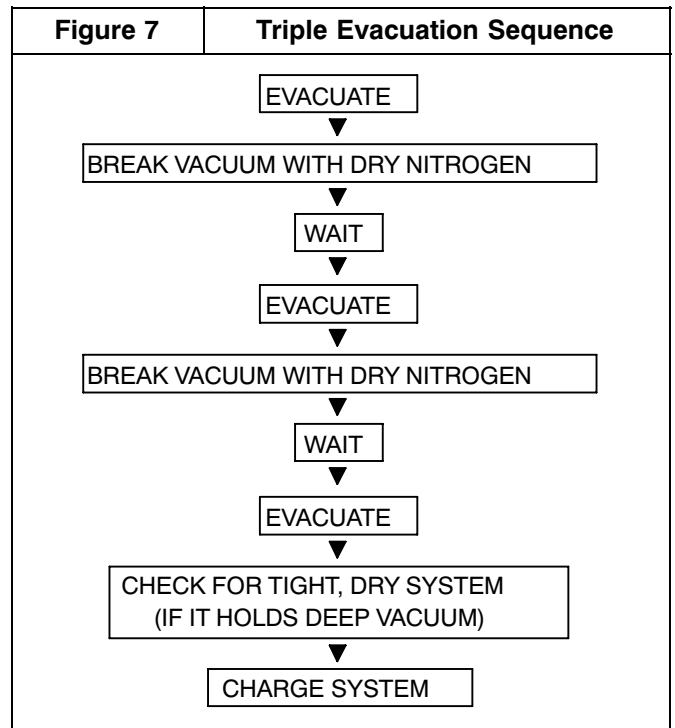 Figure 7 Triple Evacuation Sequence
EVACUATE
BREAK VACUUM WITH DRY NITROGEN
WAIT
EVACUATE
BREAK VACUUM WITH DRY NITROGEN
WAIT
EVACUATE
CHECK FOR TIGHT, DRY SYSTEM
(IF IT HOLDS DEEP VACUUM)
CHARGE SYSTEM